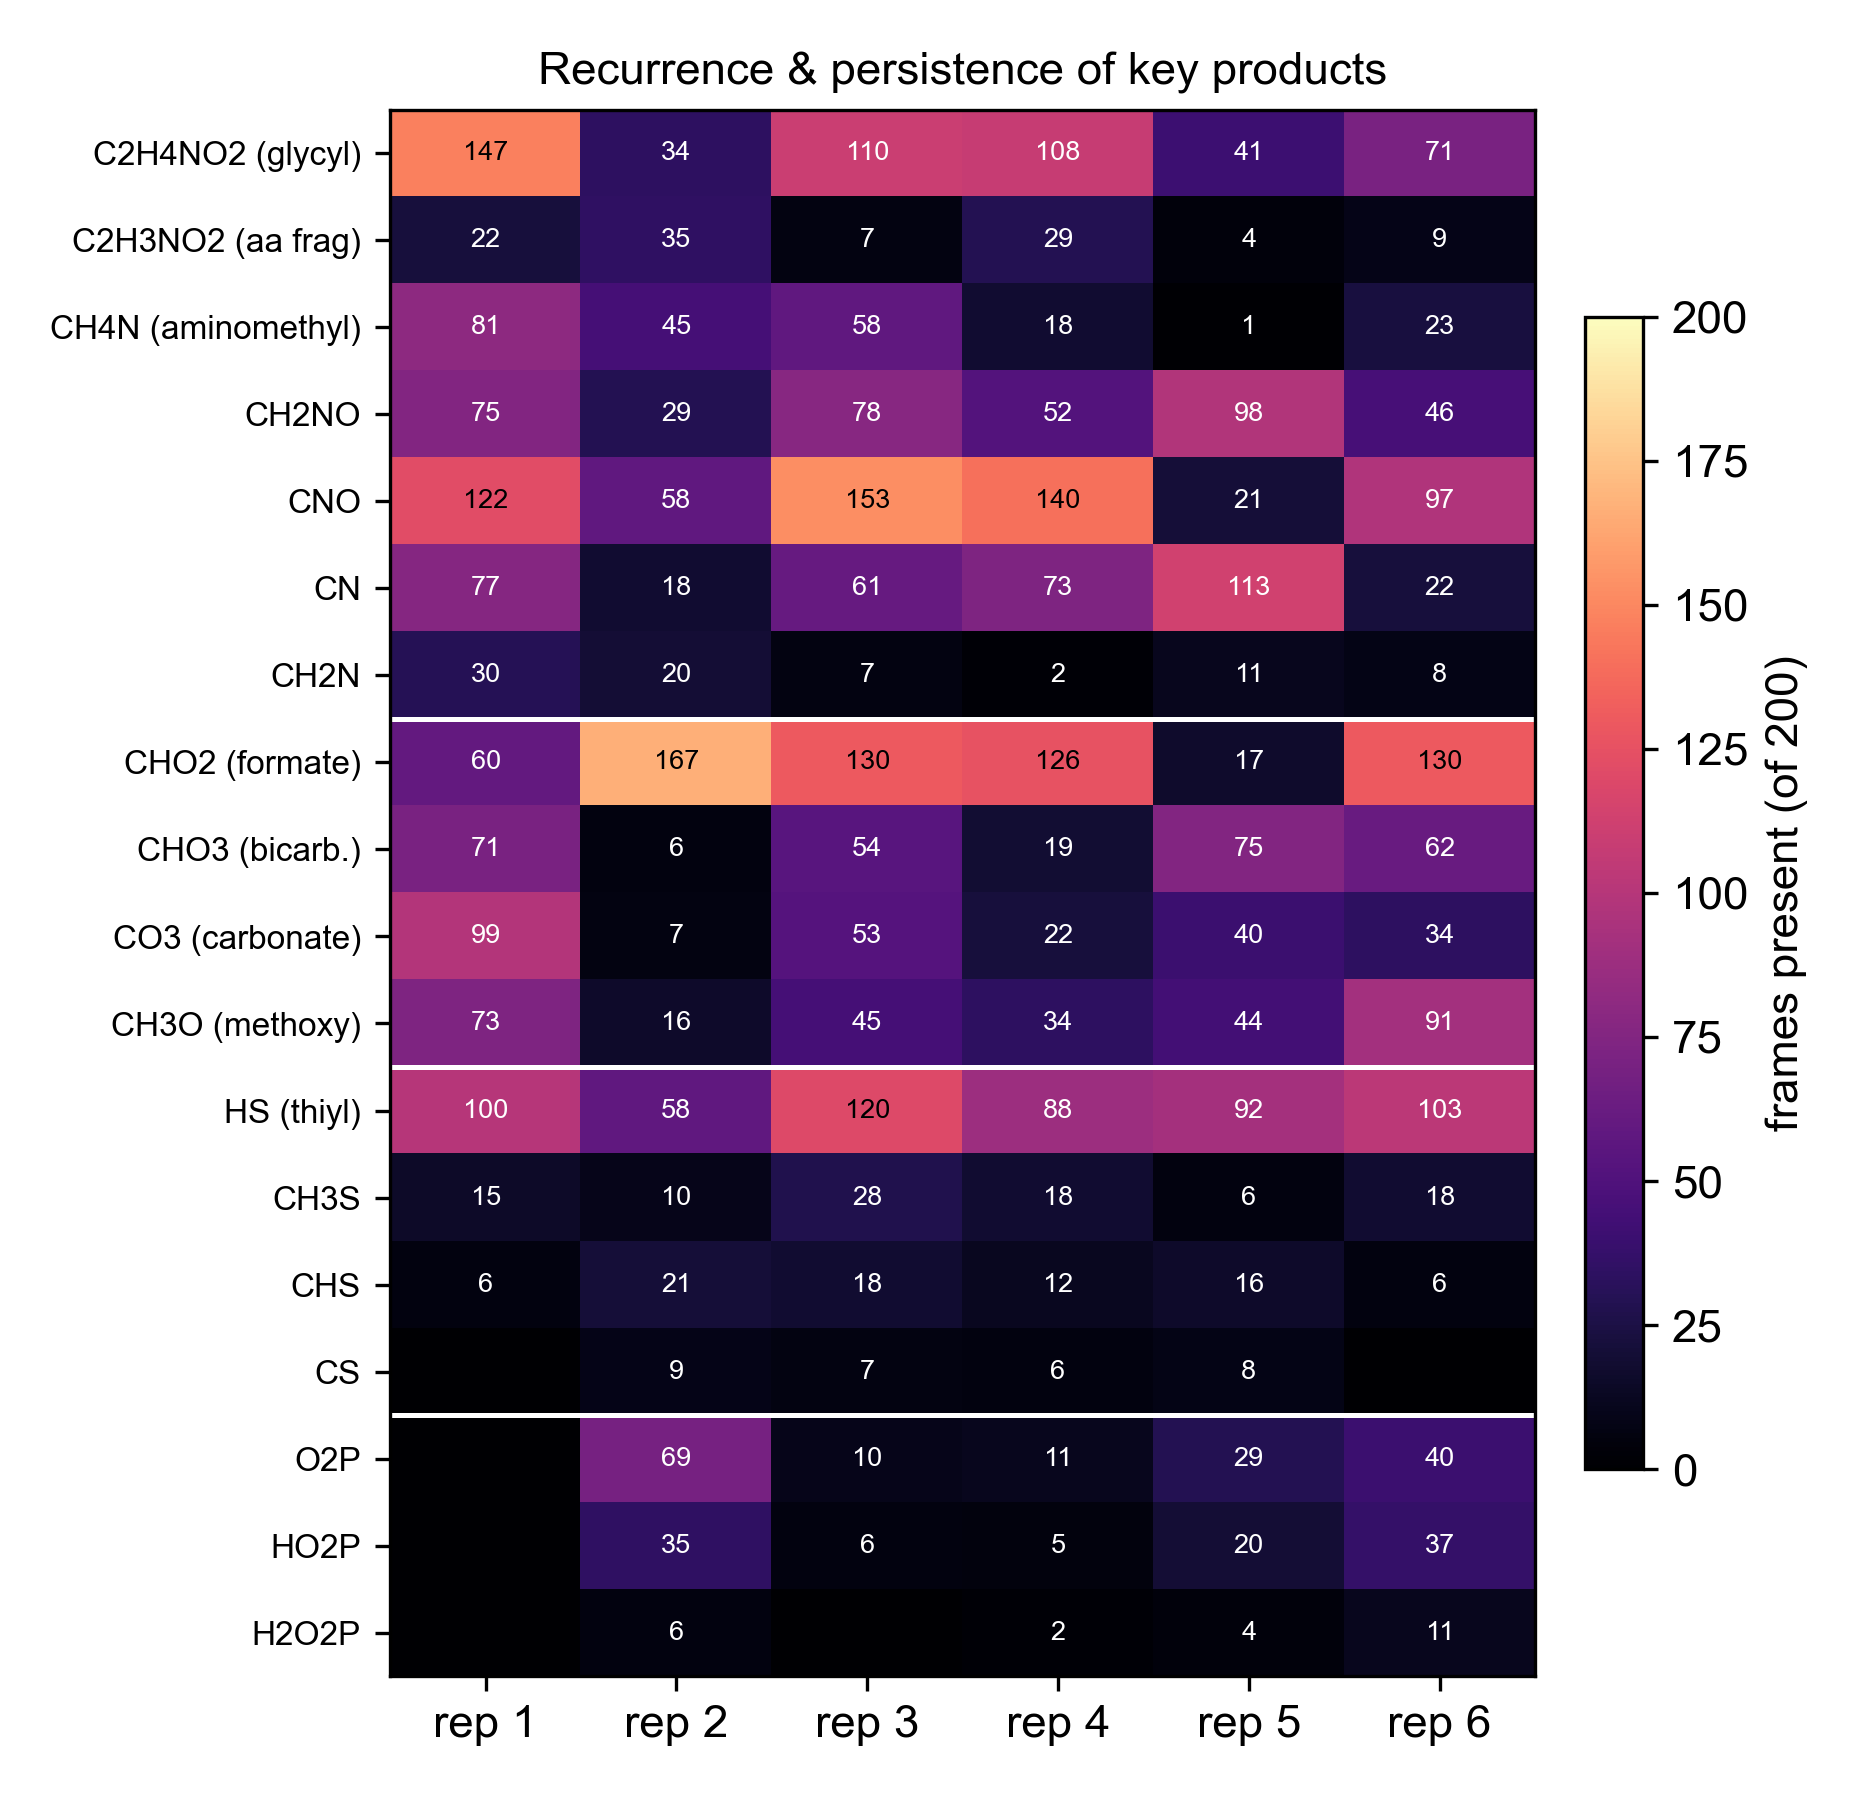 Recurrence & persistence of key products
C2H4NO2 (glycyl) 147 34 110 108 41 71
C2H3NO2 (aa frag) 22 35 7 29 4 9
CH4N (aminomethyl) 81 45 58 18 1 23
CH2NO 75 29 78 52 98 46
CNO 122 58 153 140 21 97
CN 77 18 61 73 113 22
CH2N 30 20 7 2 11 8
CHO2 (formate) 60 167 130 126 17 130
CHO3 (bicarb.) 71 6 54 19 75 62
CO3 (carbonate) 99 7 53 22 40 34
CH3O (methoxy) 73 16 45 34 44 91
HS (thiyl) 100 58 120 88 92 103
CH3S 15 10 28 18 6 18
CHS 6 21 18 12 16 6
CS 9 7 6 8
O2P 69 10 11 29 40
HO2P 35 6 5 20 37
H2O2P 6 2 4 11
rep 1 rep 2 rep 3 rep 4 rep 5 rep 6
200
175
150
125
100
75
50
25
0
frames present (of 200)